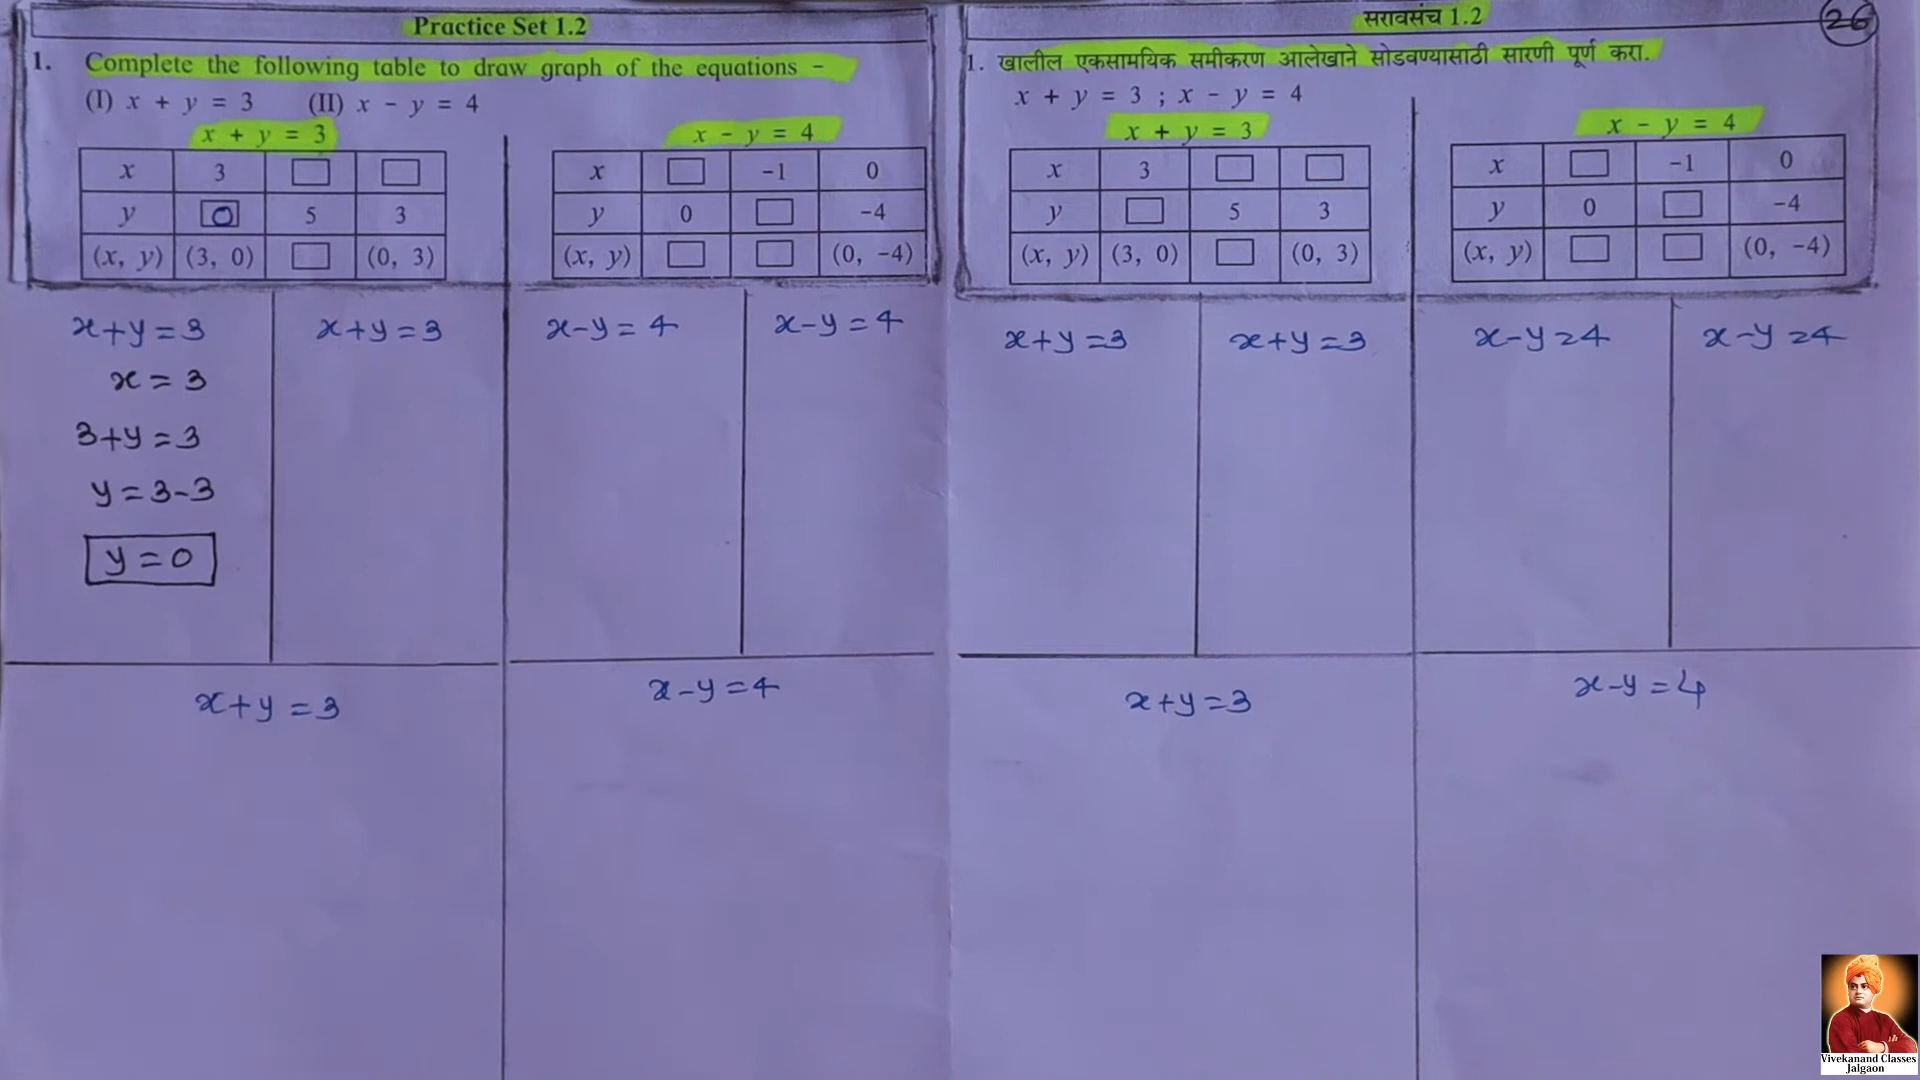 Practice Set 1.2
1. Complete the following table to draw graph of the equations -
(I) x + y = 3 (II) x - y = 4
x + y = 3
x 3
y 0 5 3
(x, y) (3, 0) (0, 3)
x - y = 4
x -1 0
y 0 -4
(x, y) (0, -4)
x+y=3
x=3
3+y=3
y=3-3
y=0
x+y=3
x-y=4
x-y=4
x+y=3
x-y=4
सरावसंच 1.2
26
1. खालील एकसामयिक समीकरण आलेखाने सोडवण्यासाठी सारणी पूर्ण करा.
x + y = 3 ; x - y = 4
x + y = 3
x 3
y 5 3
(x, y) (3, 0) (0, 3)
x - y = 4
x -1 0
y 0 -4
(x, y) (0, -4)
x+y=3
x+y=3
x-y=4
x-y=4
x+y=3
x-y=4
Vivekanand Classes
Jalgaon